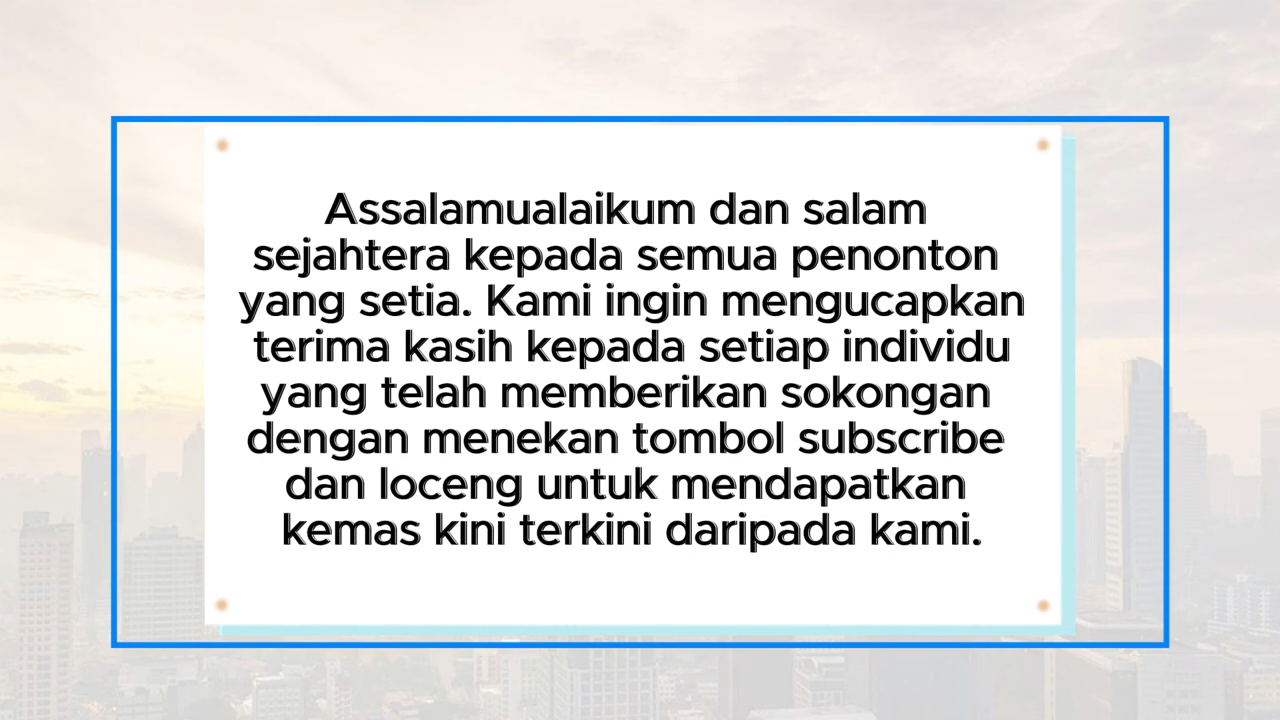 Assalamualaikum dan salam
sejahtera kepada semua penonton
yang setia. Kami ingin mengucapkan
terima kasih kepada setiap individu
yang telah memberikan sokongan
dengan menekan tombol subscribe
dan loceng untuk mendapatkan
kemas kini terkini daripada kami.